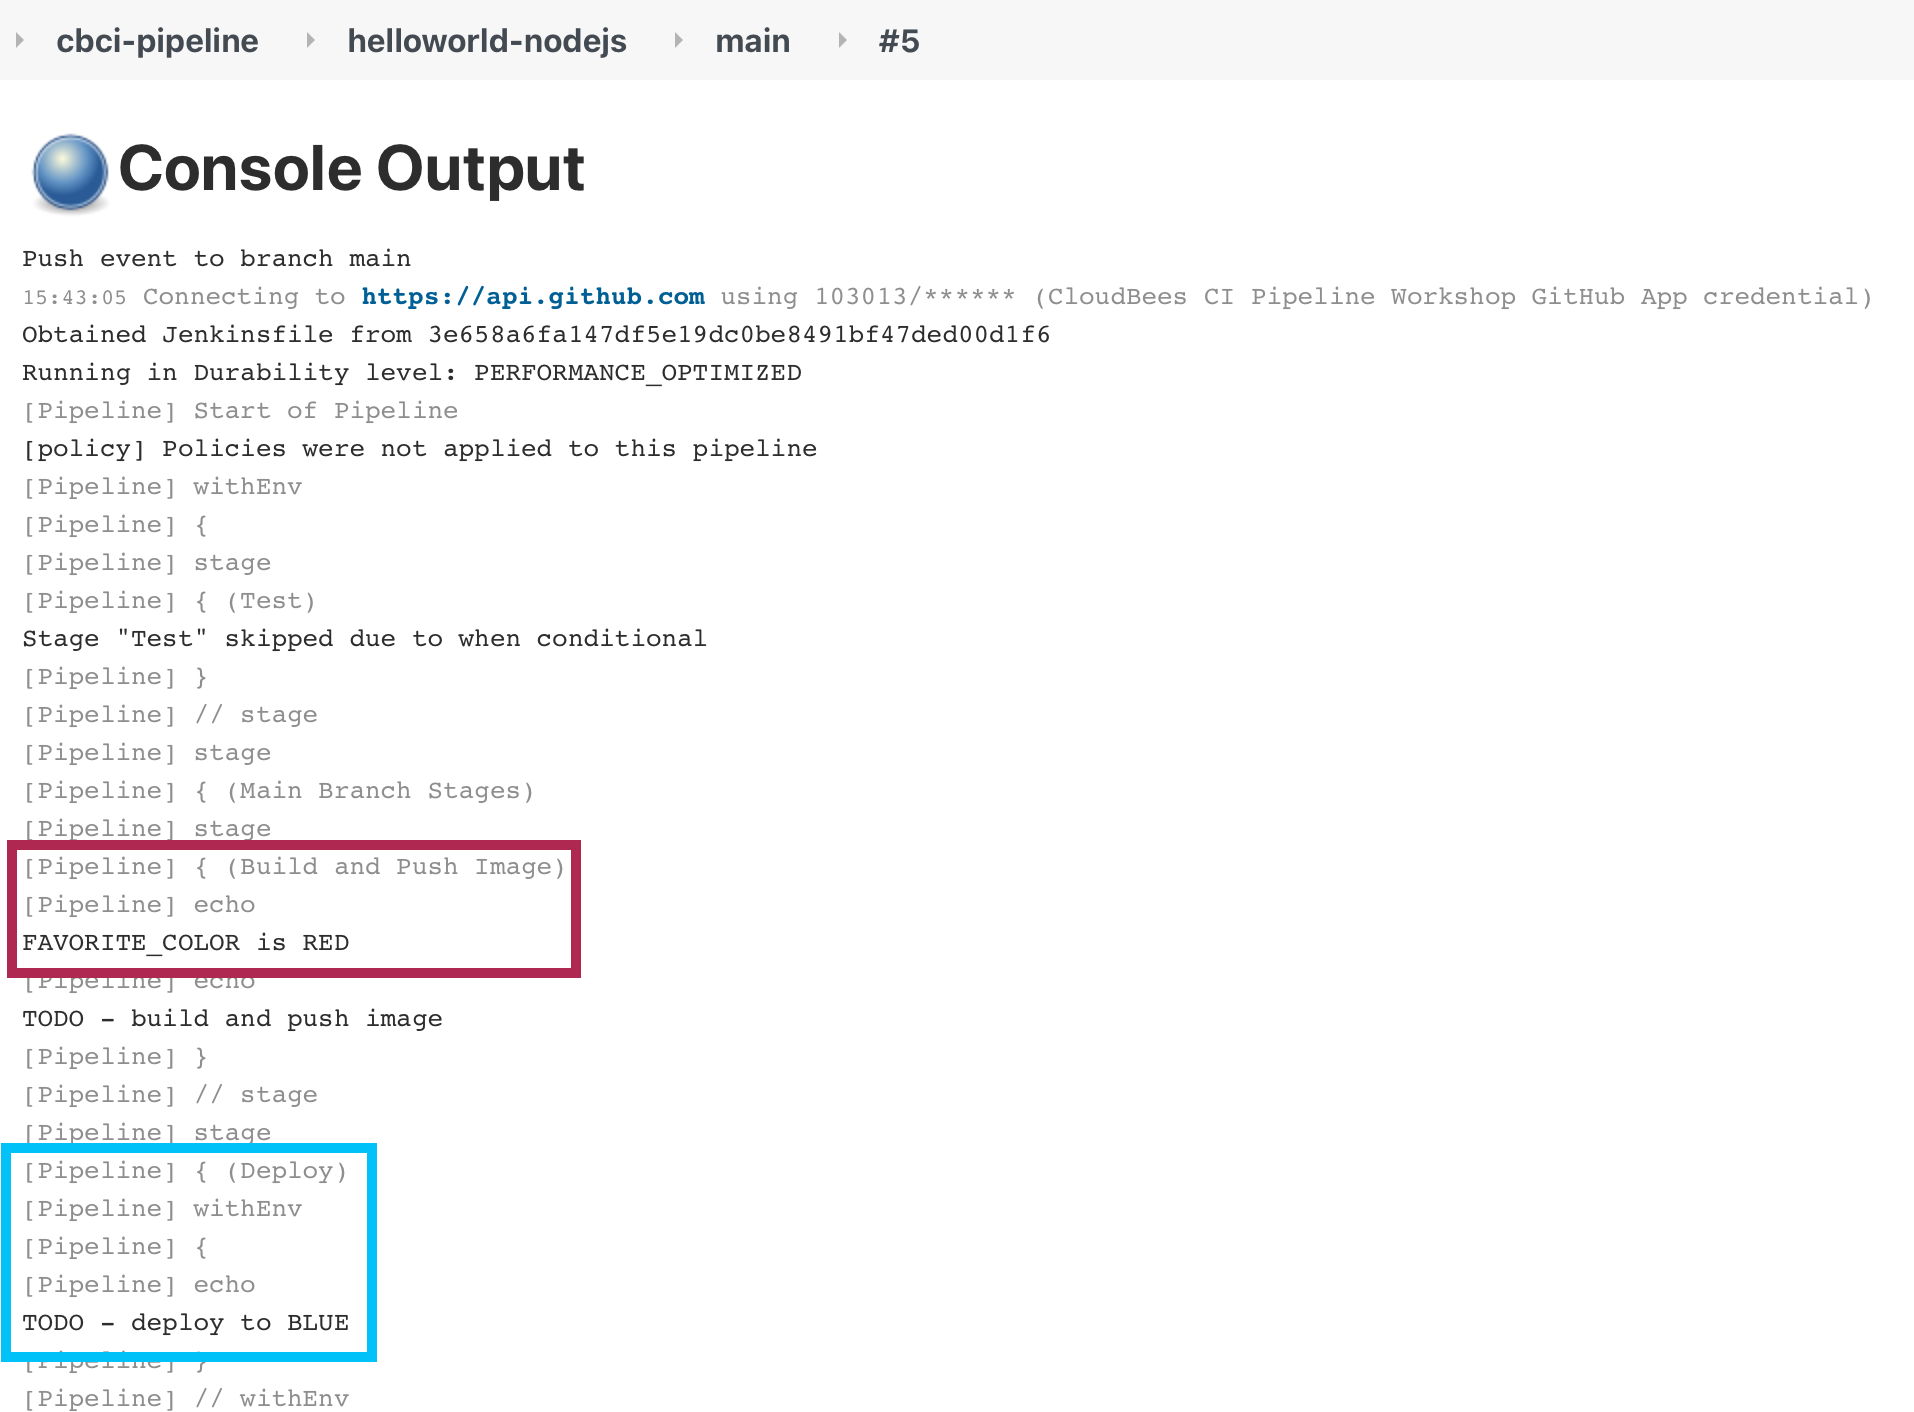 cbci-pipeline helloworld-nodejs main #5
Console Output
Push event to branch main
15:43:05 Connecting to https://api.github.com using 103013/****** (CloudBees CI Pipeline Workshop GitHub App credential)
Obtained Jenkinsfile from 3e658a6fa147df5e19dc0be8491bf47ded00d1f6
Running in Durability level: PERFORMANCE_OPTIMIZED
[Pipeline] Start of Pipeline
[policy] Policies were not applied to this pipeline
[Pipeline] withEnv
[Pipeline] {
[Pipeline] stage
[Pipeline] { (Test)
Stage "Test" skipped due to when conditional
[Pipeline] }
[Pipeline] // stage
[Pipeline] stage
[Pipeline] { (Main Branch Stages)
[Pipeline] stage
[Pipeline] { (Build and Push Image)
[Pipeline] echo
FAVORITE_COLOR is RED
[Pipeline] echo
TODO - build and push image
[Pipeline] }
[Pipeline] // stage
[Pipeline] stage
[Pipeline] { (Deploy)
[Pipeline] withEnv
[Pipeline] {
[Pipeline] echo
TODO - deploy to BLUE
[Pipeline] }
[Pipeline] // withEnv